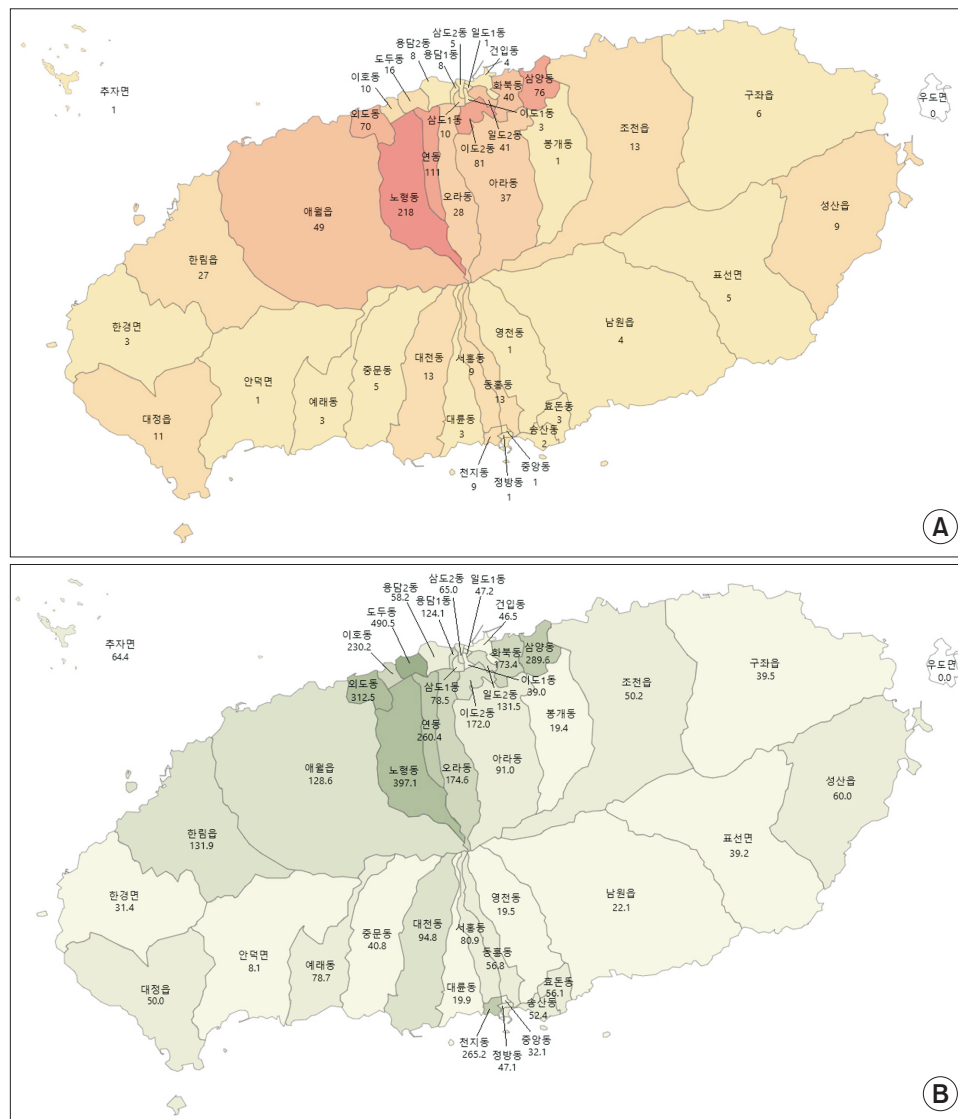 삼도2동
5
일도1동
1
용담2동
8
용담1동
8
건입동
4
도두동
16
이호동
10
추자면
1
외도동
70
삼도1동
10
화북동
40
삼양동
76
이도1동
3
일도2동
41
이도2동
81
연동
111
노형동
218
오라동
28
아라동
37
봉개동
1
조천읍
13
구좌읍
6
우도면
0
성산읍
9
애월읍
49
한림읍
27
한경면
3
대정읍
11
안덕면
1
예래동
3
중문동
5
대천동
13
서홍동
9
대륜동
3
영천동
1
동홍동
13
효돈동
3
송산동
2
천지동
9
정방동
1
중앙동
1
남원읍
4
표선면
5
A
삼도2동
65.0
일도1동
47.2
용담2동
58.2
용담1동
124.1
건입동
46.5
도두동
490.5
이호동
230.2
추자면
64.4
외도동
312.5
삼도1동
78.5
화북동
173.4
삼양동
289.6
이도1동
39.0
일도2동
131.5
이도2동
172.0
연동
260.4
노형동
397.1
오라동
174.6
아라동
91.0
봉개동
19.4
조천읍
50.2
구좌읍
39.5
우도면
0.0
성산읍
60.0
애월읍
128.6
한림읍
131.9
한경면
31.4
대정읍
50.0
안덕면
8.1
예래동
78.7
중문동
40.8
대천동
94.8
서홍동
80.9
대륜동
19.9
영천동
19.5
동홍동
56.8
효돈동
56.1
송산동
52.4
천지동
265.2
정방동
47.1
중앙동
32.1
남원읍
22.1
표선면
39.2
B